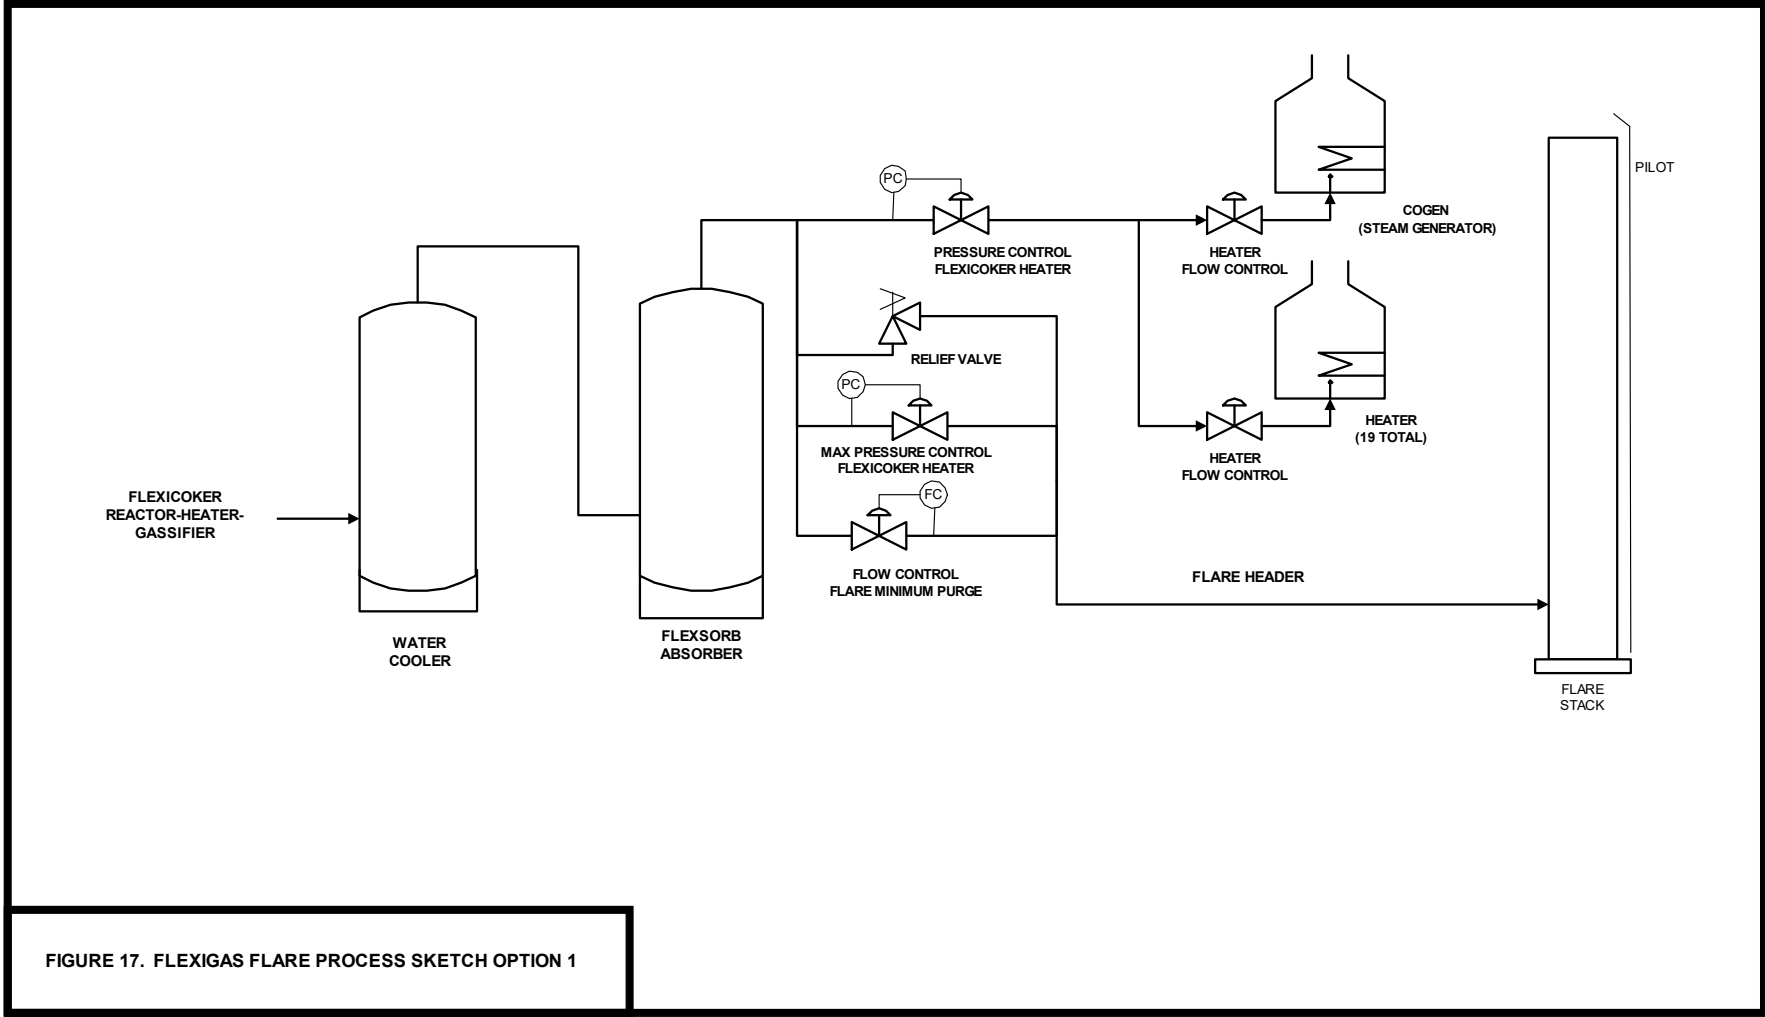 PC
PRESSURE CONTROL
FLEXICOKER HEATER
HEATER
FLOW CONTROL
COGEN
(STEAM GENERATOR)
PILOT
RELIEF VALVE
PC
MAX PRESSURE CONTROL
FLEXICOKER HEATER
HEATER
FLOW CONTROL
HEATER
(19 TOTAL)
FLEXICOKER
REACTOR-HEATER-
GASSIFIER
FC
FLOW CONTROL
FLARE MINIMUM PURGE
FLARE HEADER
WATER
COOLER
FLEXSORB
ABSORBER
FLARE
STACK
FIGURE 17. FLEXIGAS FLARE PROCESS SKETCH OPTION 1